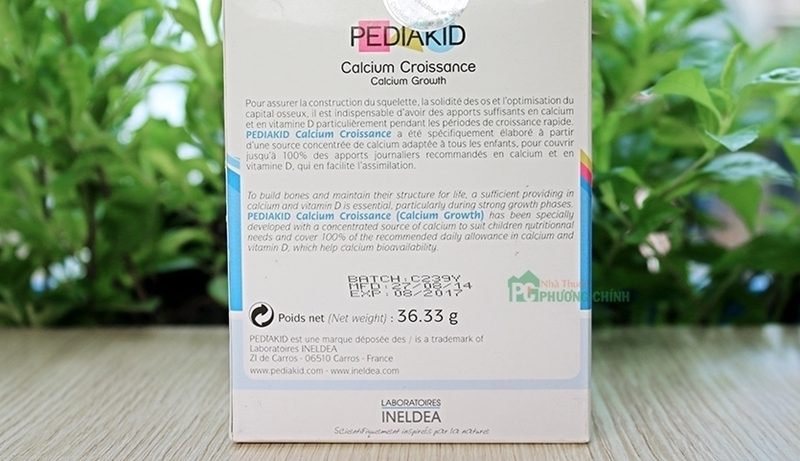 PEDIAKID
Calcium Croissance
Calcium Growth
Pour assurer la construction du squelette, la solidité des os et l'optimisation du
capital osseux, il est indispensable d'avoir des apports suffisants en calcium
et en vitamine D particulièrement pendant les périodes de croissance rapide.
PEDIAKID Calcium Croissance a été spécifiquement élaboré à partir
d'une source concentrée de calcium adaptée à tous les enfants, pour couvrir
jusqu'à 100% des apports journaliers recommandés en calcium et en
vitamine D, qui en facilite l'assimilation.
To build bones and maintain their structure for life, a sufficient providing in
calcium and vitamin D is essential, particularly during strong growth phases.
PEDIAKID Calcium Croissance (Calcium Growth) has been specially
developed with a concentrated source of calcium to suit children nutritionnal
needs and cover 100% of the recommended daily allowance in calcium and
vitamin D, which help calcium bioavailability.
BATCH:C239Y
MFD: 27/08/14
EXP: 08/2017
Nhà Thuốc
PG PHƯƠNG CHÍNH
Poids net (Net weight) : 36.33 g
PEDIAKID est une marque déposée des / is a trademark of
Laboratoires INELDEA
ZI de Carros - 06510 Carros - France
www.pediakid.com - www.ineldea.com
LABORATOIRES
INELDEA
Scientifiquement inspirés par la nature